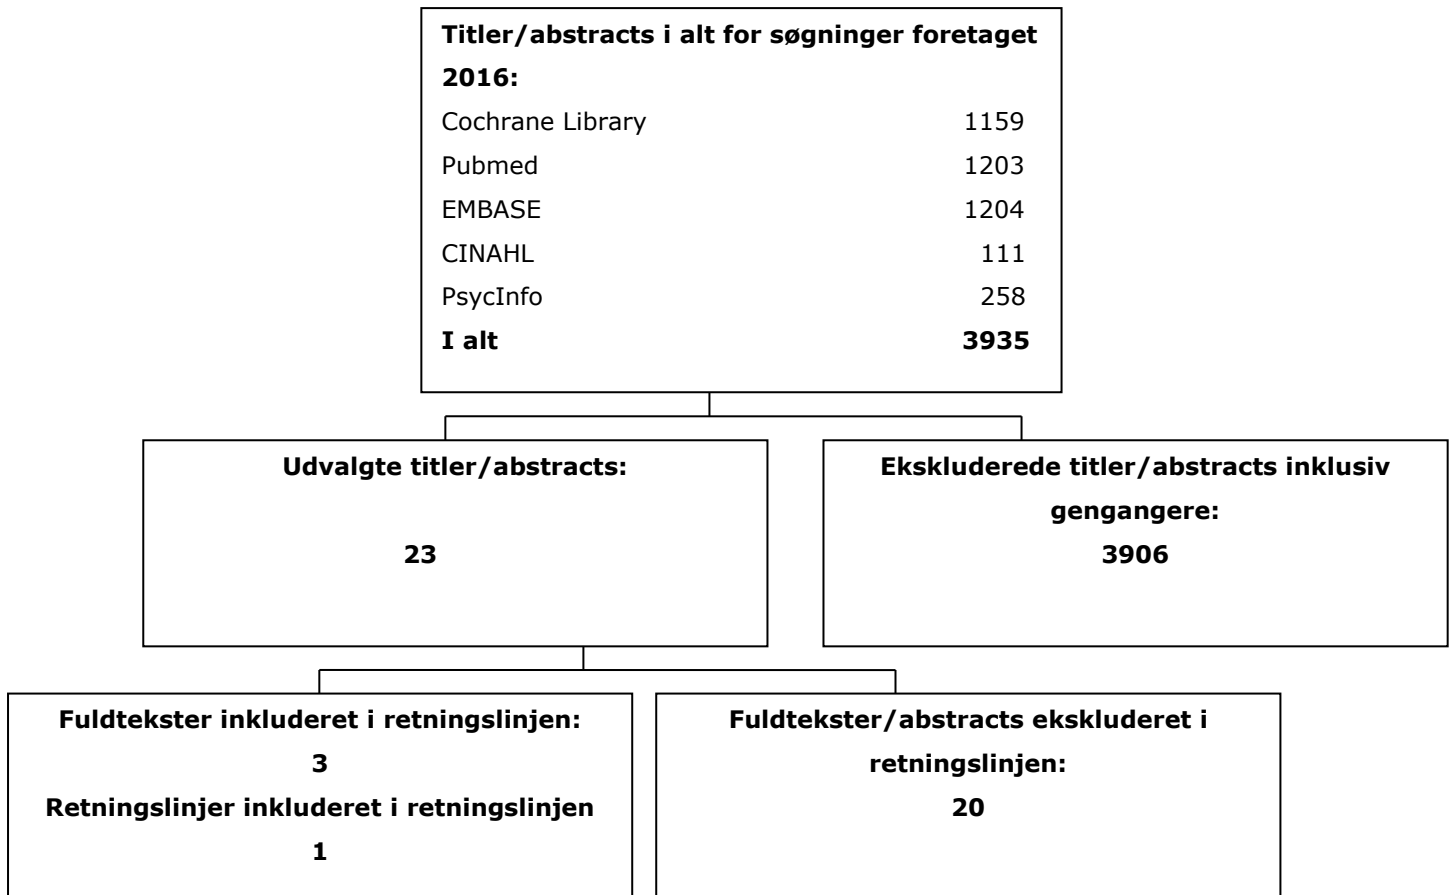 Titler/abstracts i alt for søgninger foretaget
2016:
Cochrane Library 1159
Pubmed 1203
EMBASE 1204
CINAHL 111
PsycInfo 258
I alt 3935
Udvalgte titler/abstracts:
23
Ekskluderede titler/abstracts inklusiv
gengangere:
3906
Fuldtekster inkluderet i retningslinjen:
3
Retningslinjer inkluderet i retningslinjen
1
Fuldtekster/abstracts ekskluderet i
retningslinjen:
20